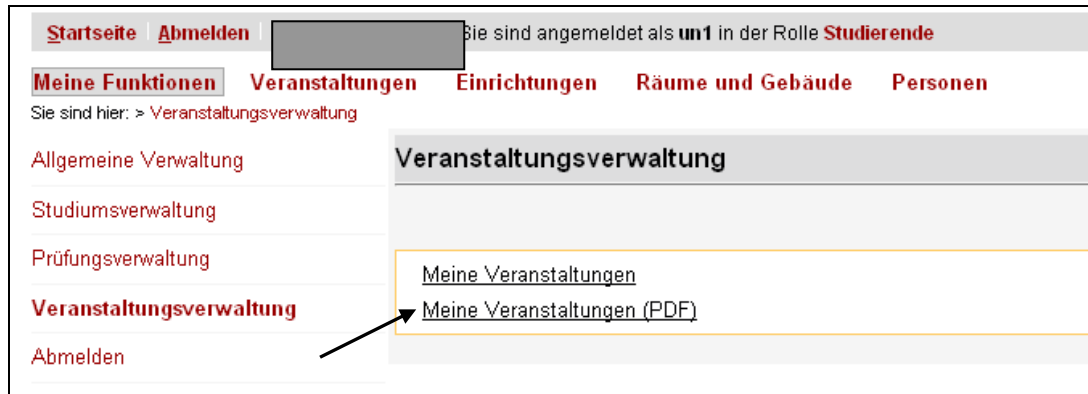 Startseite Abmelden Sie sind angemeldet als un1 in der Rolle Studierende
Meine Funktionen Veranstaltungen Einrichtungen Räume und Gebäude Personen
Sie sind hier: > Veranstaltungsverwaltung
Allgemeine Verwaltung
Studiumsverwaltung
Prüfungsverwaltung
Veranstaltungsverwaltung
Abmelden
Veranstaltungsverwaltung
Meine Veranstaltungen
Meine Veranstaltungen (PDF)